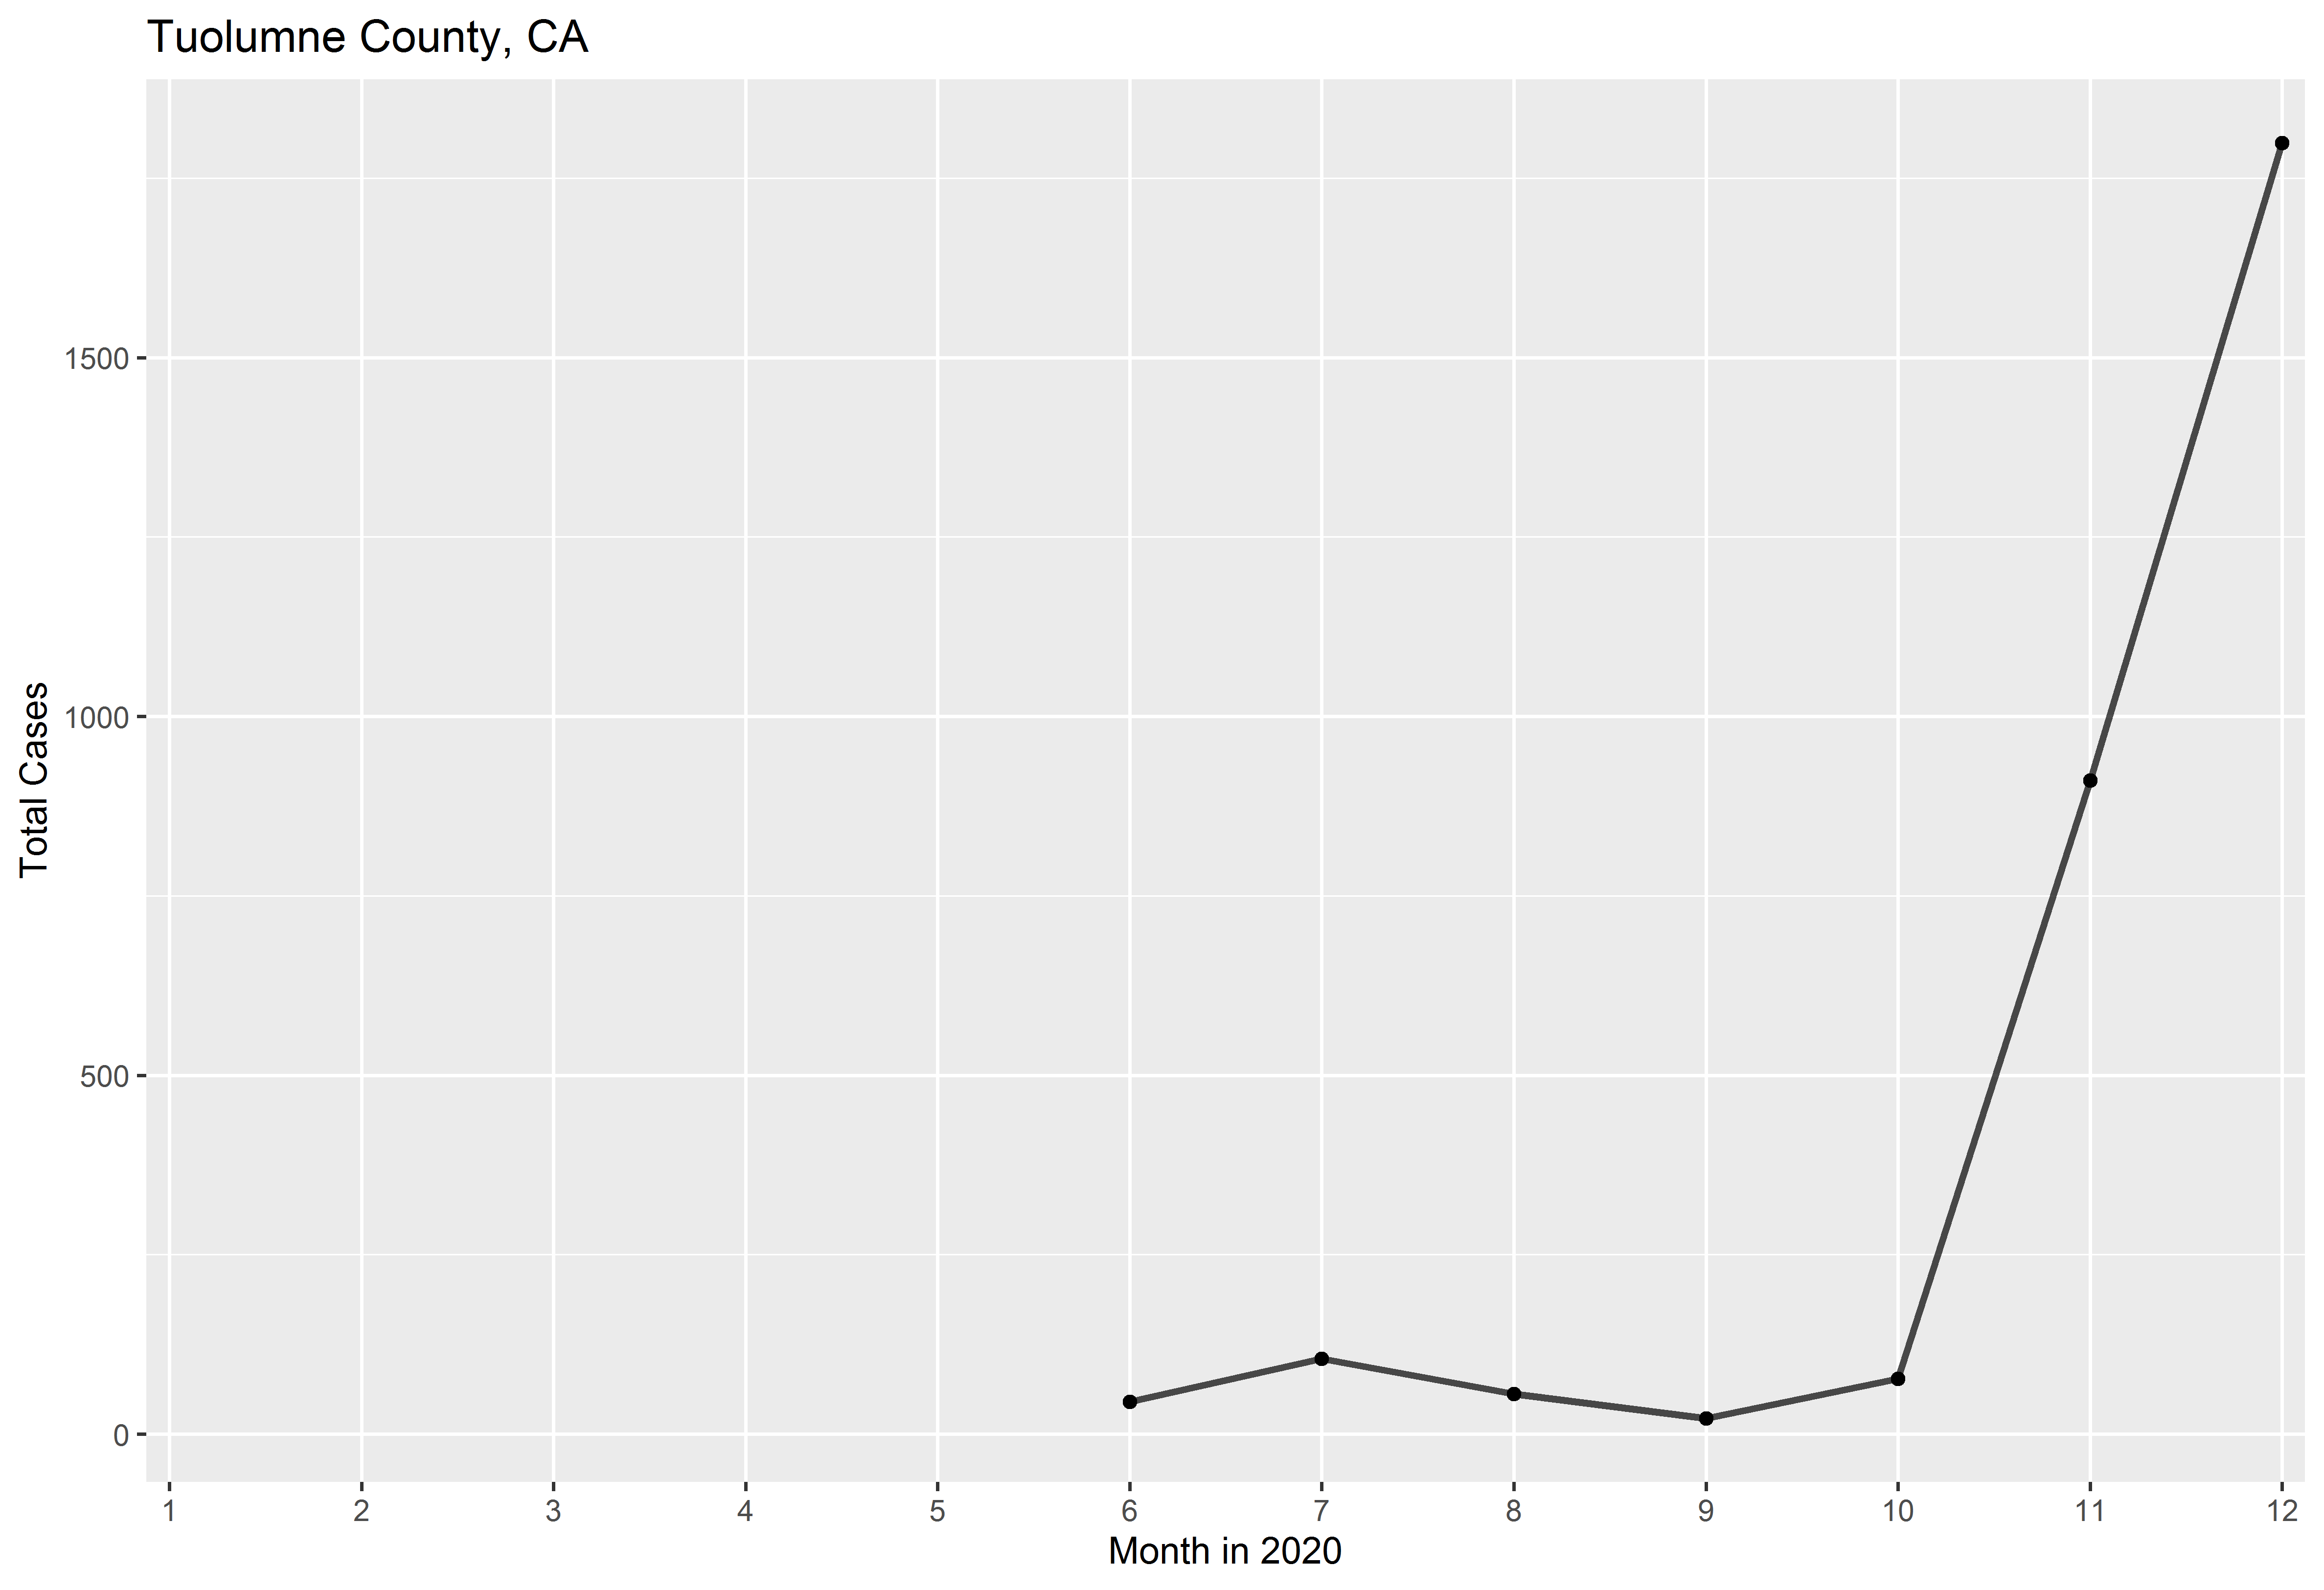 Tuolumne County, CA
Total Cases
1500
1000
500
0
1 2 3 4 5 6 7 8 9 10 11 12
Month in 2020